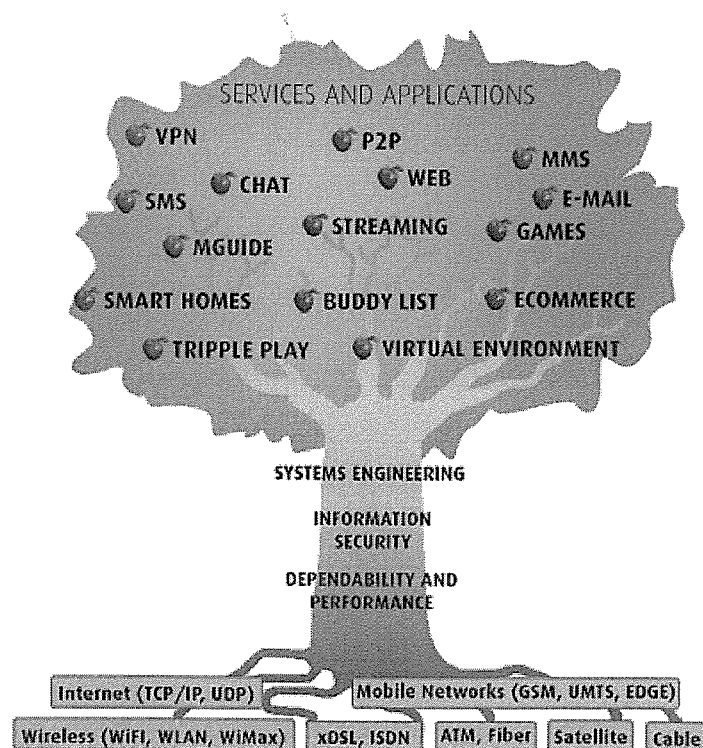 SERVICES AND APPLICATIONS
VPN
P2P
MMS
CHAT
WEB
SMS
E-MAIL
STREAMING
GAMES
MGUIDE
SMART HOMES
BUDDY LIST
ECOMMERCE
TRIPPLE PLAY
VIRTUAL ENVIRONMENT
SYSTEMS ENGINEERING
INFORMATION
SECURITY
DEPENDABILITY AND
PERFORMANCE
Internet (TCP/IP, UDP)
Mobile Networks (GSM, UMTS, EDGE)
Wireless (WiFI, WLAN, WiMax)
xDSL, ISDN
ATM, Fiber
Satellite
Cable